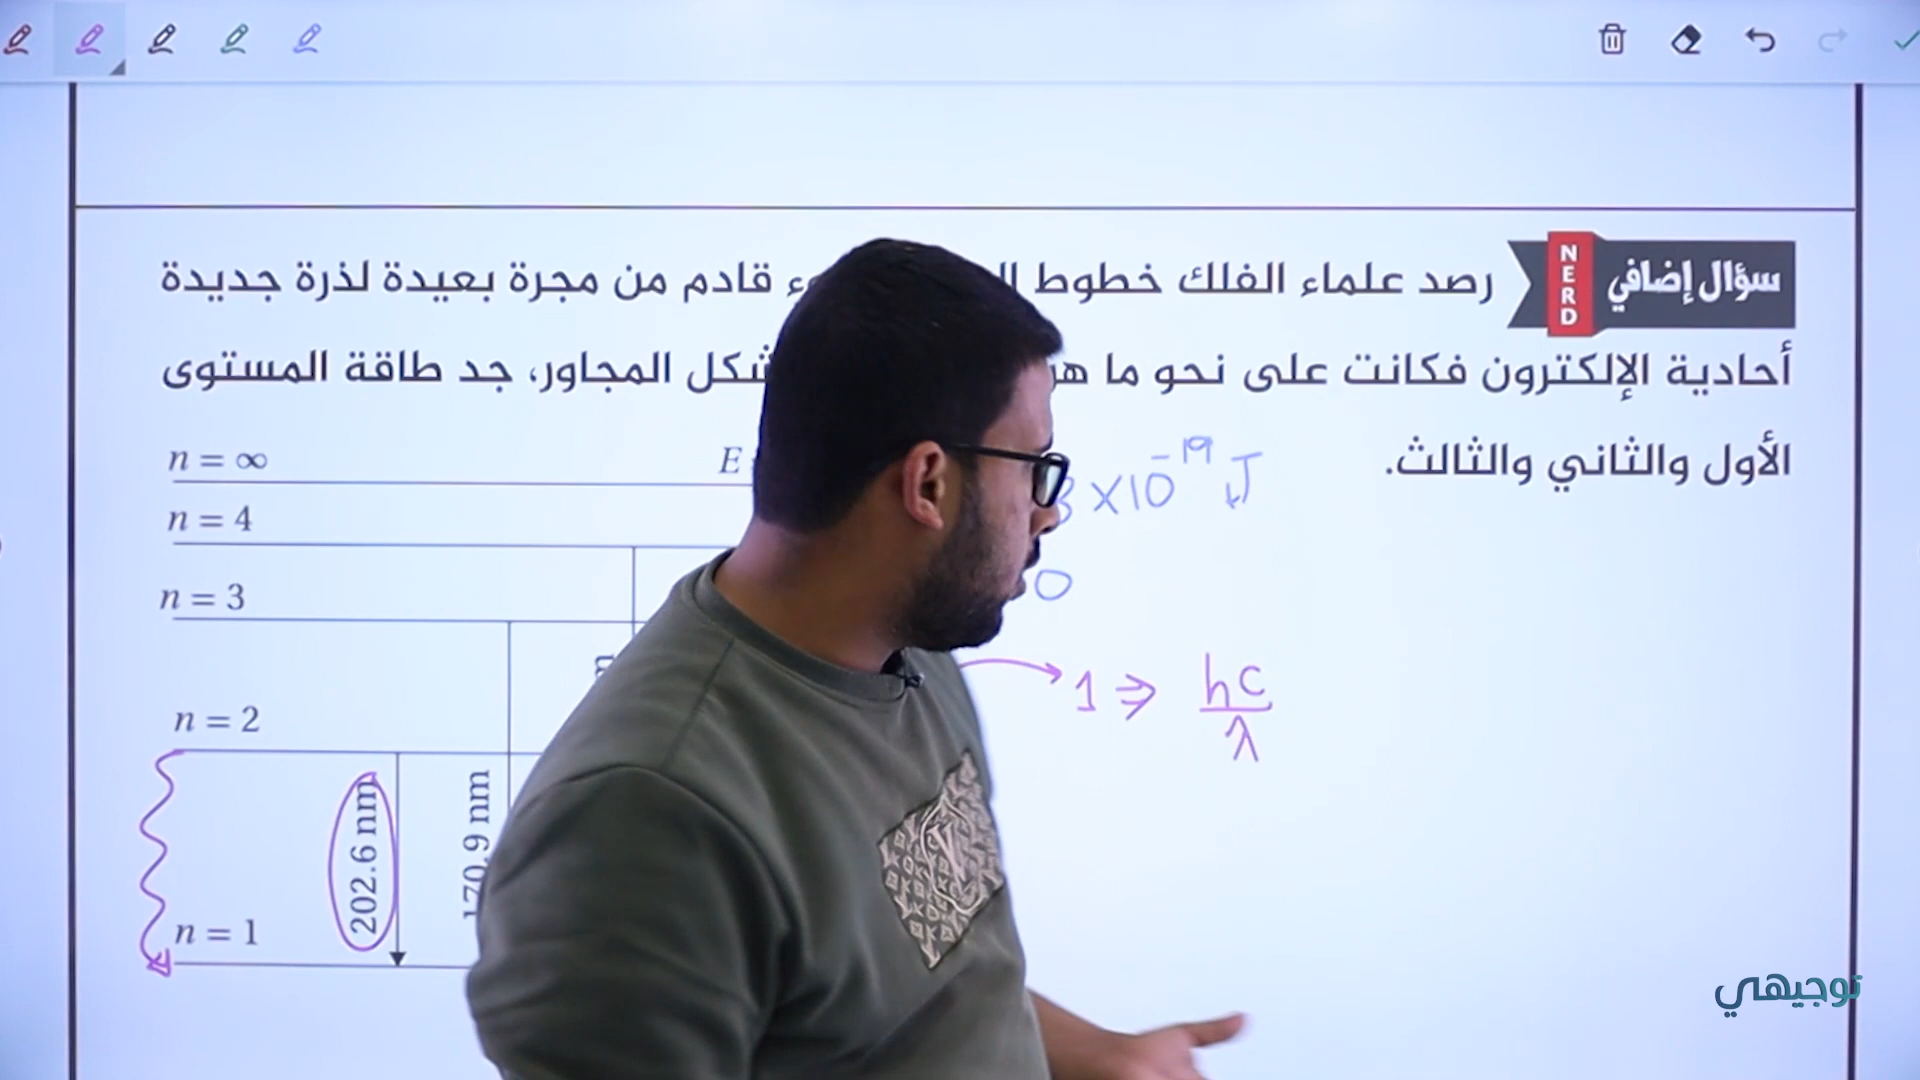 سؤال إضافي
NERD
رصد علماء الفلك خطوط قادم من مجرة بعيدة لذرة جديدة
أحادية الإلكترون فكانت على نحو ما المجاور، جد طاقة المستوى
الأول والثاني والثالث.
n = ∞ E
×10⁻¹⁹ J
n = 4
n = 3
0
1 ⇒ hc/λ
n = 2
202.6 nm
170.9 nm
n = 1
توجيهي